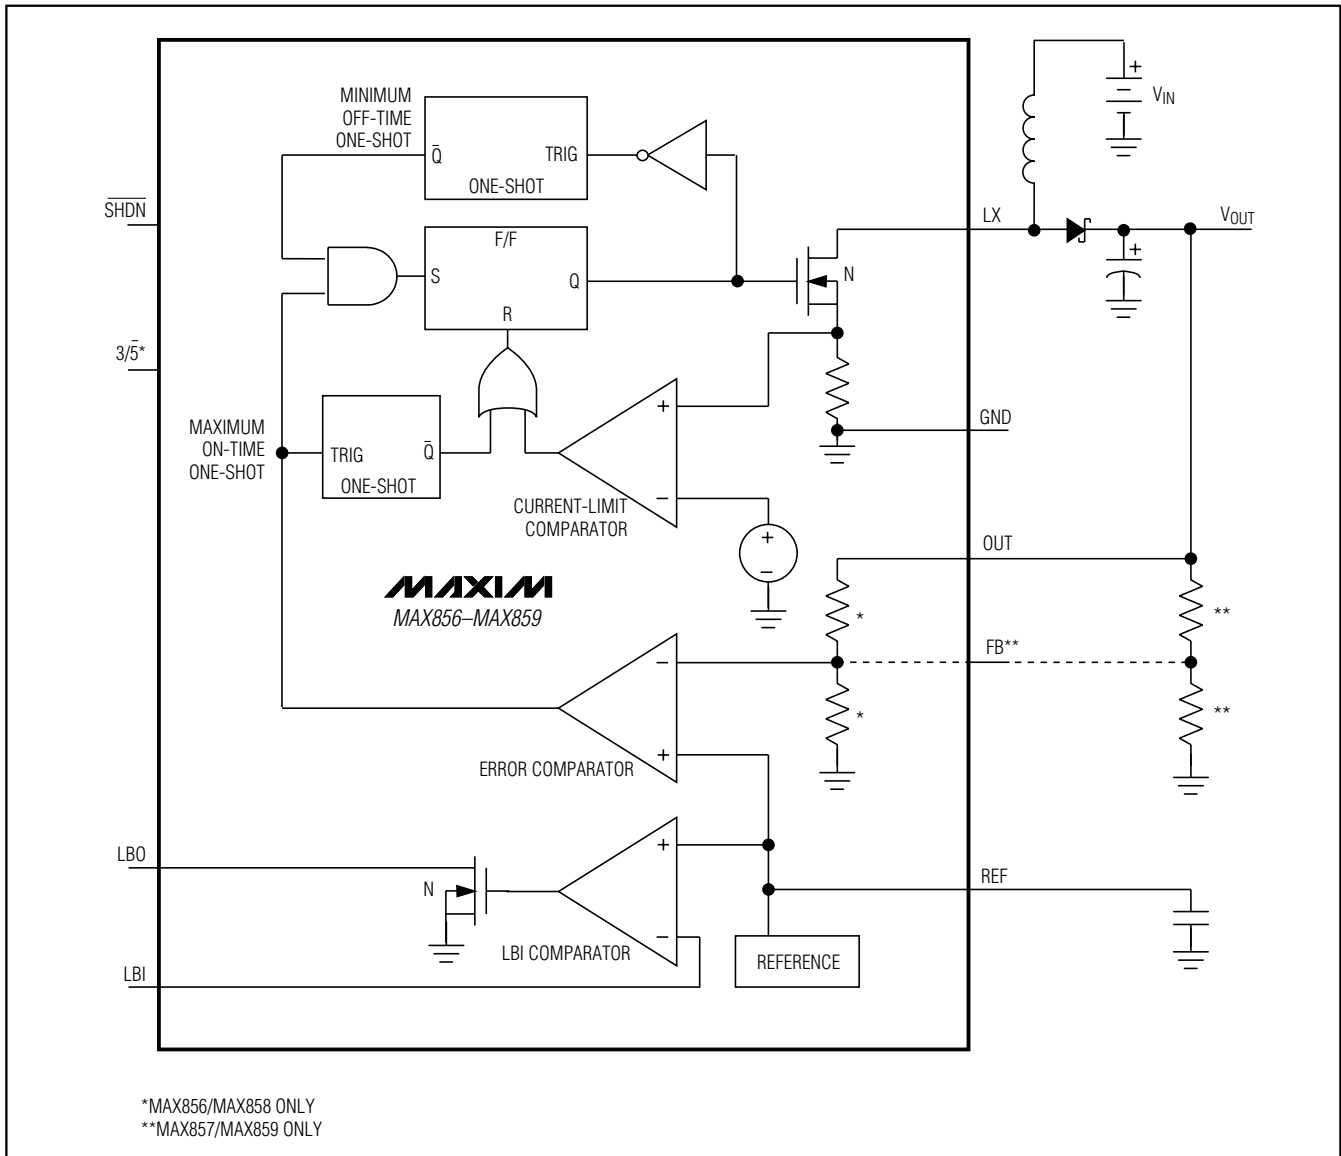 MINIMUM
OFF-TIME
ONE-SHOT
Q̅
TRIG
ONE-SHOT
+
V_IN
S̅H̅D̅N̅
LX
V_OUT
F/F
S
Q
R
N
+
3/5̅*
MAXIMUM
ON-TIME
ONE-SHOT
TRIG
Q̅
ONE-SHOT
+
−
CURRENT-LIMIT
COMPARATOR
GND
+
−
OUT
MAXIM
MAX856–MAX859
*
**
−
FB**
*
**
+
ERROR COMPARATOR
LBO
N
+
−
LBI COMPARATOR
REF
REFERENCE
LBI
*MAX856/MAX858 ONLY
**MAX857/MAX859 ONLY